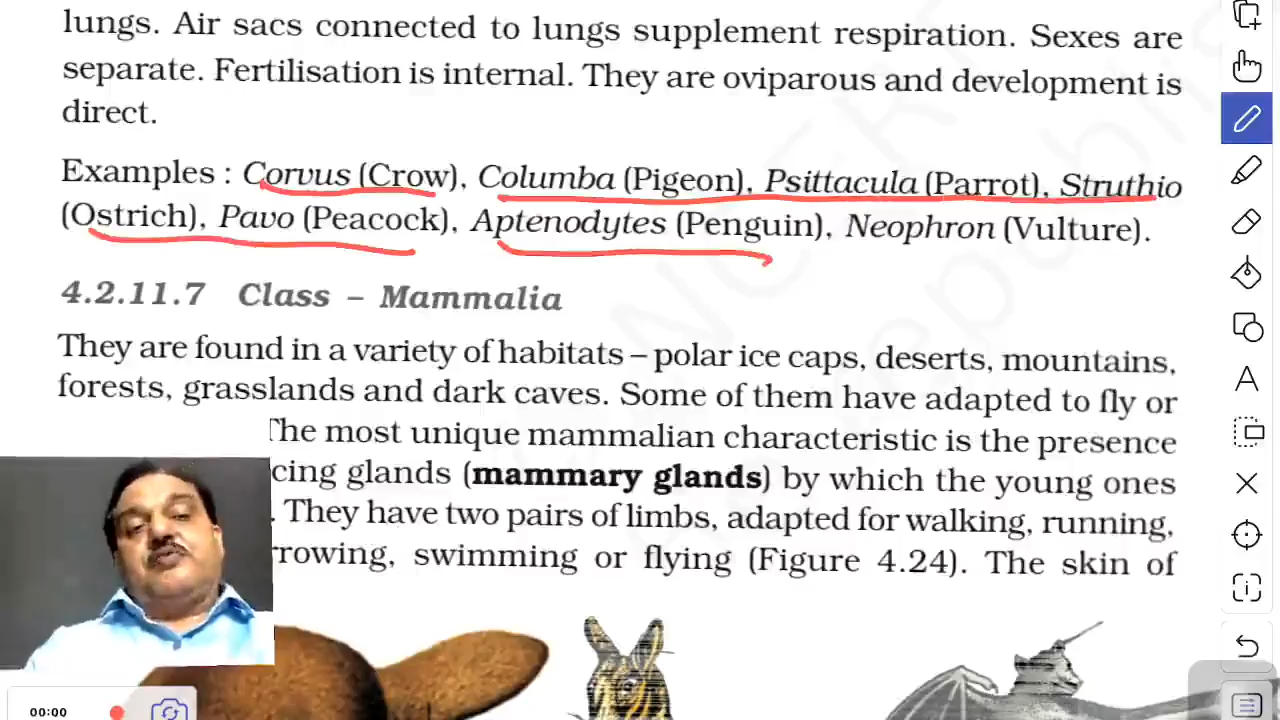 lungs. Air sacs connected to lungs supplement respiration. Sexes are
separate. Fertilisation is internal. They are oviparous and development is
direct.
Examples : Corvus (Crow), Columba (Pigeon), Psittacula (Parrot), Struthio
(Ostrich), Pavo (Peacock), Aptenodytes (Penguin), Neophron (Vulture).
4.2.11.7 Class – Mammalia
They are found in a variety of habitats – polar ice caps, deserts, mountains,
forests, grasslands and dark caves. Some of them have adapted to fly or
The most unique mammalian characteristic is the presence
cing glands (mammary glands) by which the young ones
. They have two pairs of limbs, adapted for walking, running,
rrowing, swimming or flying (Figure 4.24). The skin of
A
00:00